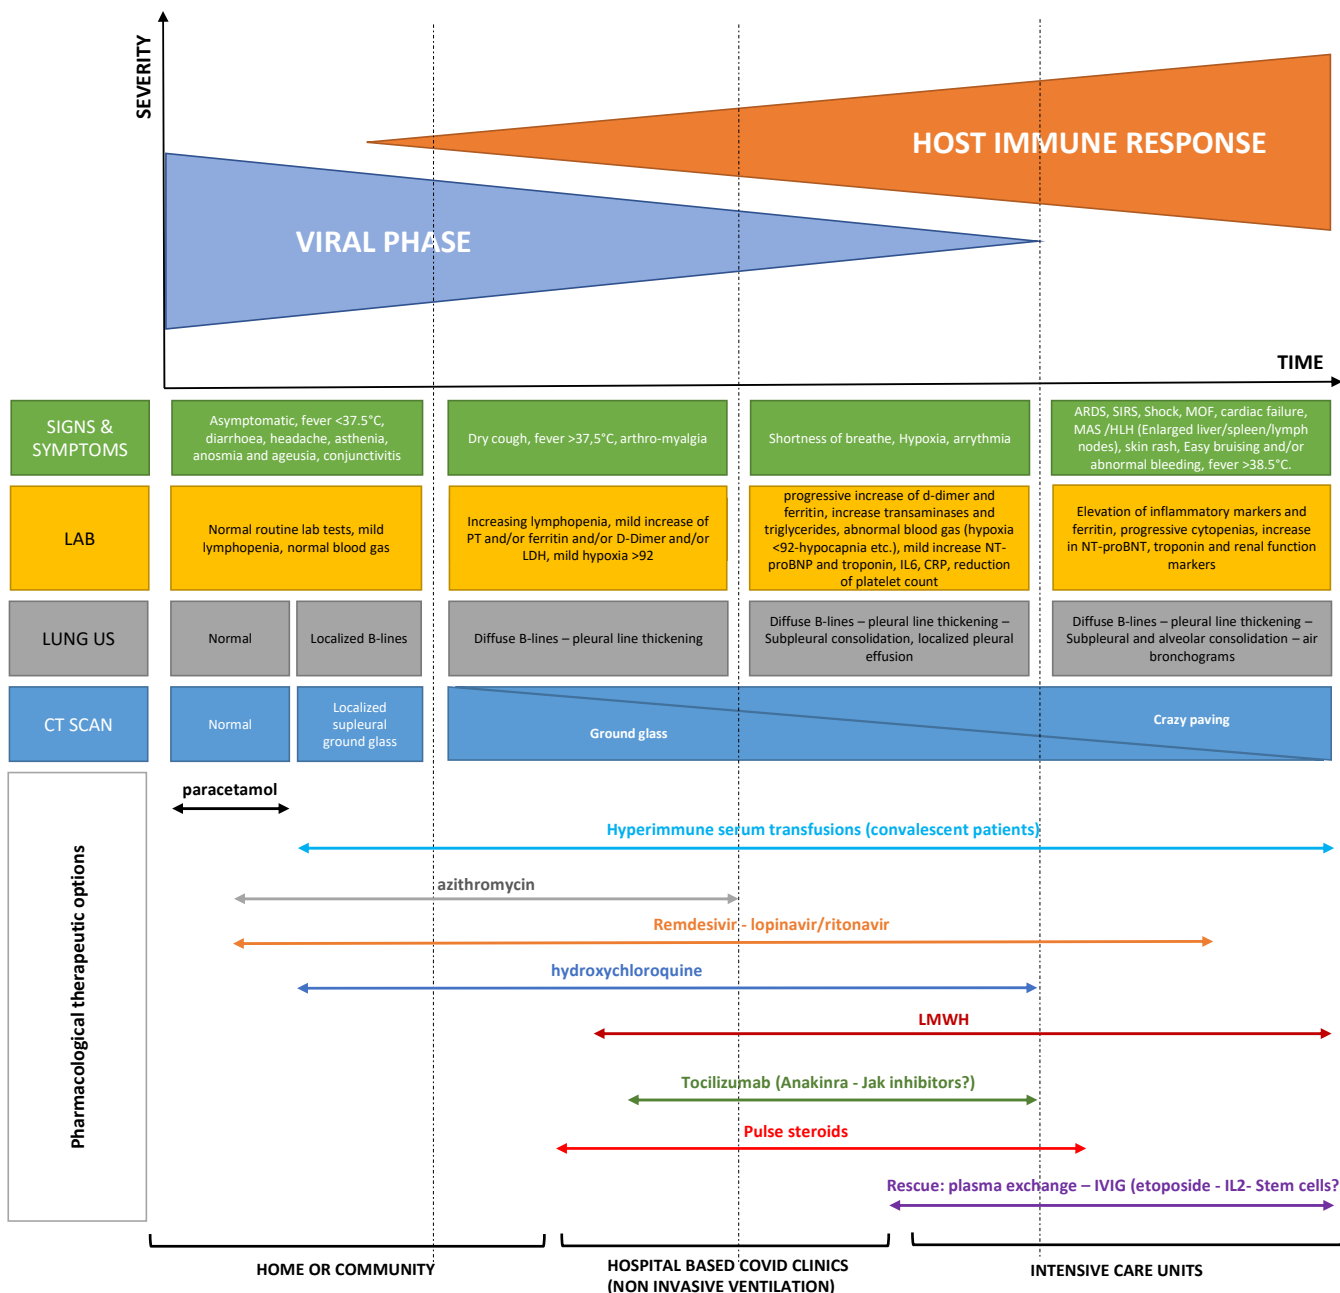 SEVERITY
HOST IMMUNE RESPONSE
VIRAL PHASE
TIME
SIGNS &
SYMPTOMS
Asymptomatic, fever <37.5°C,
diarrhoea, headache, asthenia,
anosmia and ageusia, conjunctivitis
Dry cough, fever >37,5°C, arthro-myalgia
Shortness of breathe, Hypoxia, arrythmia
ARDS, SIRS, Shock, MOF, cardiac failure,
MAS /HLH (Enlarged liver/spleen/lymph
nodes), skin rash, Easy bruising and/or
abnormal bleeding, fever >38.5°C.
LAB
Normal routine lab tests, mild
lymphopenia, normal blood gas
Increasing lymphopenia, mild increase of
PT and/or ferritin and/or D-Dimer and/or
LDH, mild hypoxia >92
progressive increase of d-dimer and
ferritin, increase transaminases and
triglycerides, abnormal blood gas (hypoxia
<92-hypocapnia etc.), mild increase NT-
proBNP and troponin, IL6, CRP, reduction
of platelet count
Elevation of inflammatory markers and
ferritin, progressive cytopenias, increase
in NT-proBNT, troponin and renal function
markers
LUNG US
Normal
Localized B-lines
Diffuse B-lines – pleural line thickening
Diffuse B-lines – pleural line thickening –
Subpleural consolidation, localized pleural
effusion
Diffuse B-lines – pleural line thickening –
Subpleural and alveolar consolidation – air
bronchograms
CT SCAN
Normal
Localized
supleural
ground glass
Ground glass
Crazy paving
Pharmacological therapeutic options
paracetamol
Hyperimmune serum transfusions (convalescent patients)
azithromycin
Remdesivir - lopinavir/ritonavir
hydroxychloroquine
LMWH
Tocilizumab (Anakinra - Jak inhibitors?)
Pulse steroids
Rescue: plasma exchange – IVIG (etoposide - IL2- Stem cells?
HOME OR COMMUNITY
HOSPITAL BASED COVID CLINICS
(NON INVASIVE VENTILATION)
INTENSIVE CARE UNITS